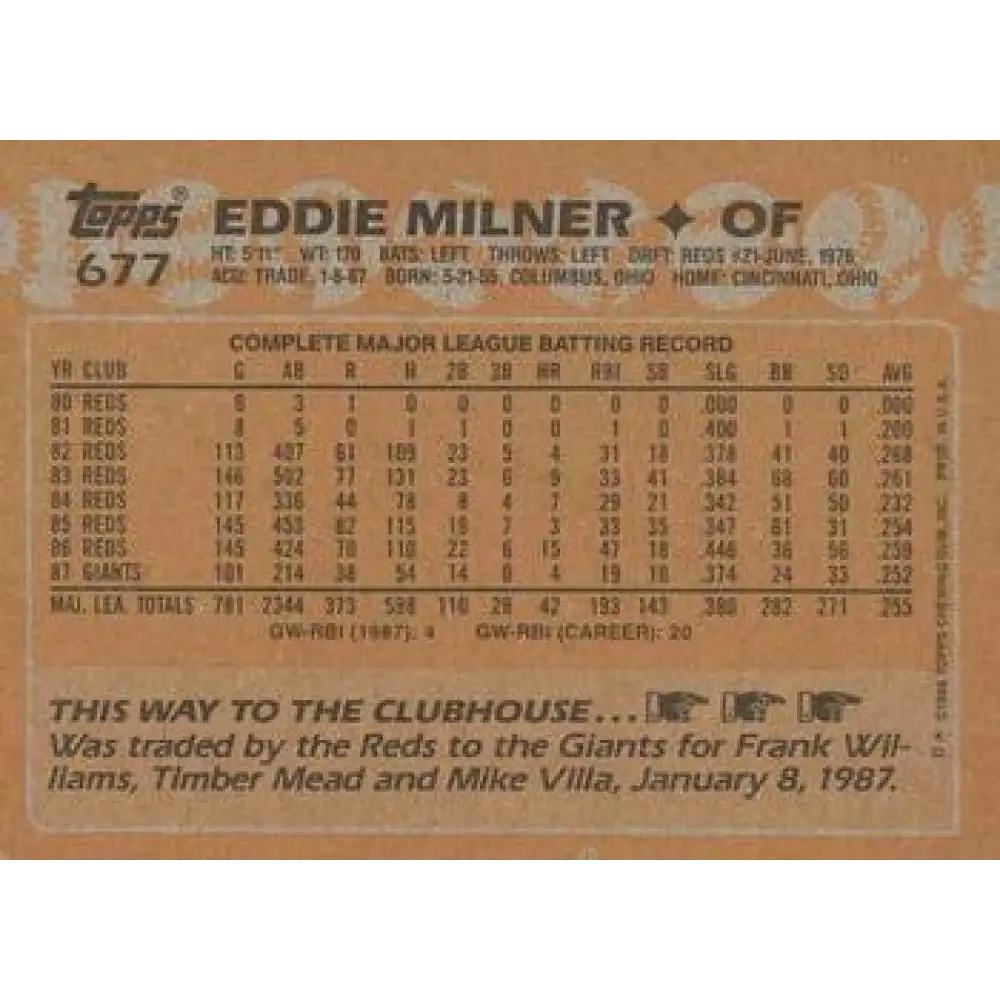 topps® EDDIE MILNER ✦ OF
677 HT: 5'11" WT: 170 BATS: LEFT THROWS: LEFT DRFT: REDS #21-JUNE, 1976
ACQ: TRADE, 1-8-87 BORN: 5-21-55, COLUMBUS, OHIO HOME: CINCINNATI, OHIO
COMPLETE MAJOR LEAGUE BATTING RECORD
YR CLUB G AB R H 2B 3B HR RBI SB SLG BB SO AVG
80 REDS 6 3 1 0 0 0 0 0 0 .000 0 0 .000
81 REDS 8 5 0 1 1 0 0 1 0 .400 1 1 .200
82 REDS 113 407 61 109 23 5 4 31 18 .378 41 40 .268
83 REDS 146 502 77 131 23 6 9 33 41 .384 68 60 .261
84 REDS 117 336 44 78 8 4 7 29 21 .342 51 50 .232
85 REDS 145 453 82 115 19 7 3 33 35 .347 61 31 .254
86 REDS 145 424 70 110 22 6 15 47 18 .446 36 56 .259
87 GIANTS 101 214 38 54 14 0 4 19 10 .374 24 33 .252
MAJ. LEA. TOTALS 781 2344 373 598 110 28 42 193 143 .380 282 271 .255
GW-RBI (1987): 4 GW-RBI (CAREER): 20
THIS WAY TO THE CLUBHOUSE...
Was traded by the Reds to the Giants for Frank Wil-
liams, Timber Mead and Mike Villa, January 8, 1987.
D* ©1988 TOPPS CHEWING GUM, INC. PRTD. IN U.S.A.